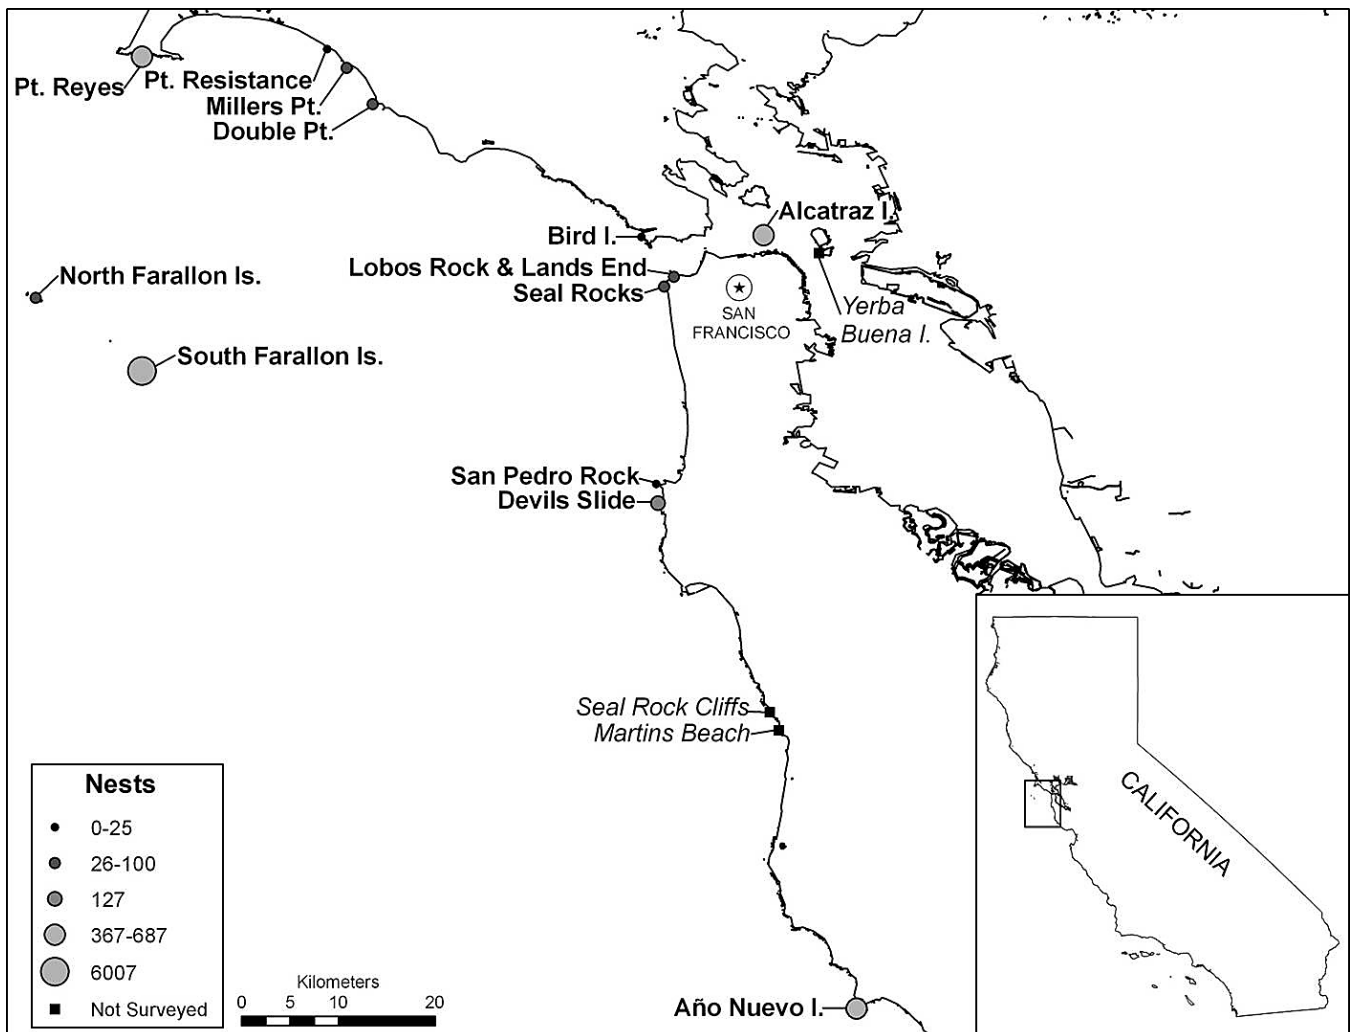 Pt. Reyes
Pt. Resistance
Millers Pt.
Double Pt.
Alcatraz I.
Bird I.
Lobos Rock & Lands End
Seal Rocks
North Farallon Is.
SAN
FRANCISCO
Yerba
Buena I.
South Farallon Is.
San Pedro Rock
Devils Slide
Seal Rock Cliffs
Martins Beach
CALIFORNIA
Nests
0-25
26-100
127
367-687
6007
Not Surveyed
Kilometers
0 5 10 20
Año Nuevo I.